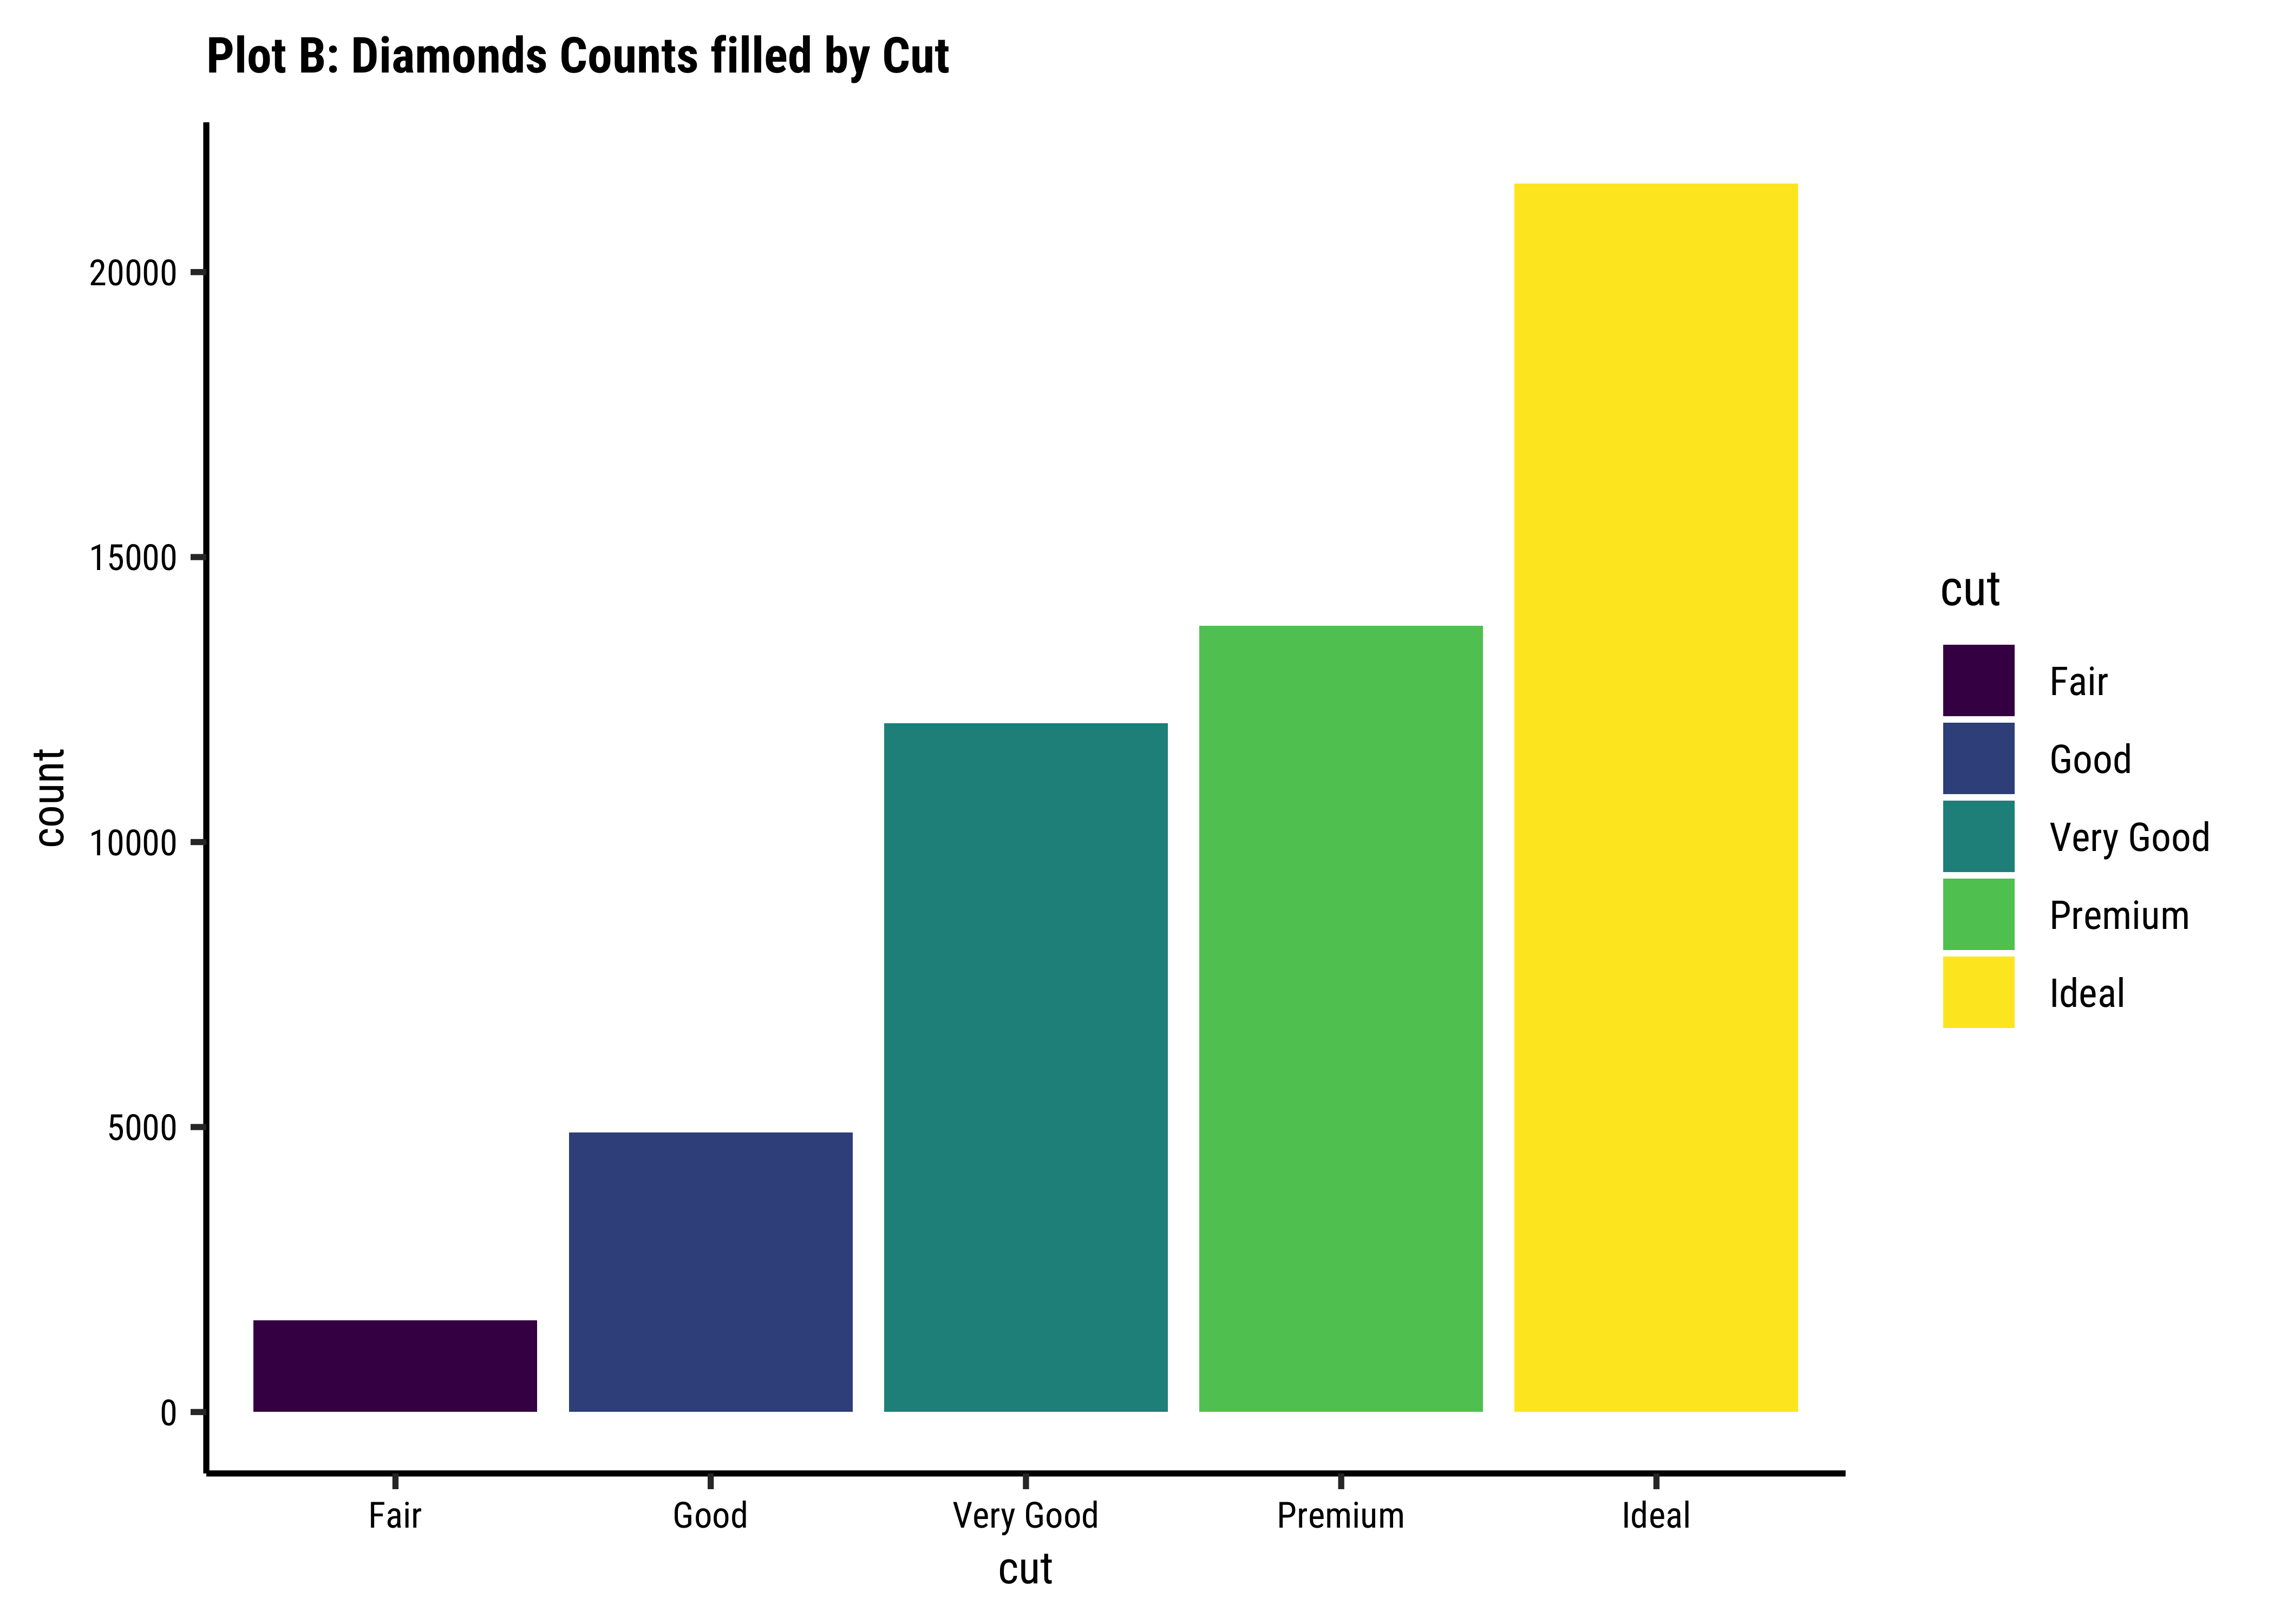 Plot B: Diamonds Counts filled by Cut
count
20000
15000
10000
5000
0
Fair
Good
Very Good
Premium
Ideal
cut
cut
Fair
Good
Very Good
Premium
Ideal